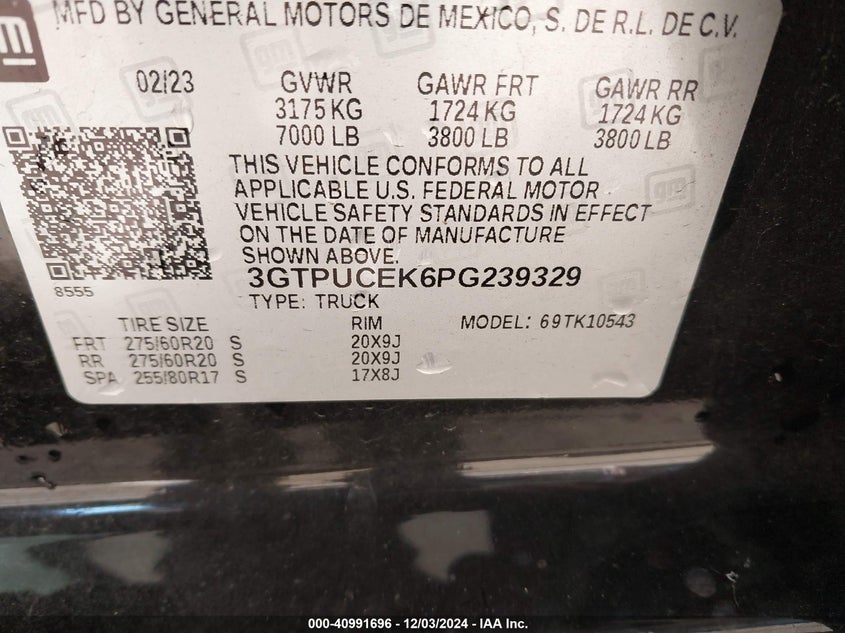 MFD BY GENERAL MOTORS DE MEXICO, S. DE R.L. DE C.V.
gm
02/23 GVWR GAWR FRT GAWR RR
3175 KG 1724 KG 1724 KG
7000 LB 3800 LB 3800 LB
THIS VEHICLE CONFORMS TO ALL
APPLICABLE U.S. FEDERAL MOTOR
VEHICLE SAFETY STANDARDS IN EFFECT
ON THE DATE OF MANUFACTURE
SHOWN ABOVE.
8555
3GTPUCEK6PG239329
TYPE: TRUCK
TIRE SIZE RIM MODEL: 69TK10543
FRT 275/60R20 S 20X9J
RR 275/60R20 S 20X9J
SPA 255/80R17 S 17X8J
000-40991696 - 12/03/2024 - IAA Inc.